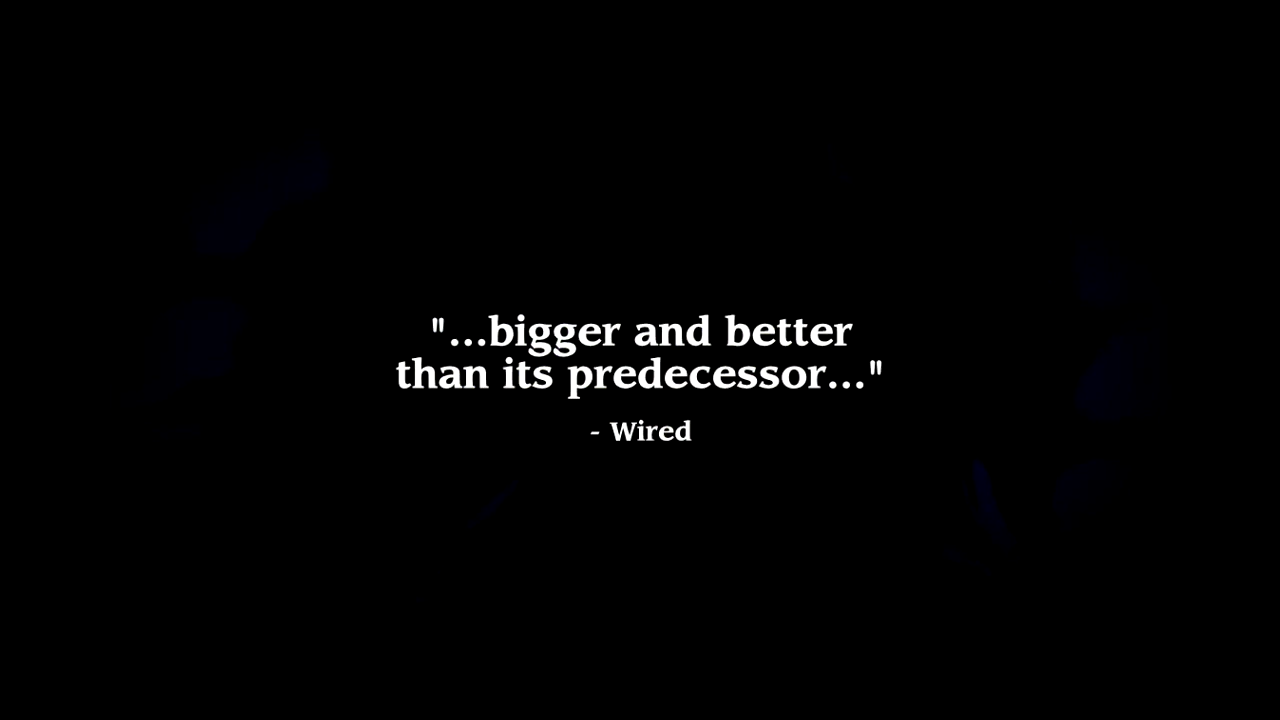 "...bigger and better
than its predecessor..."
- Wired